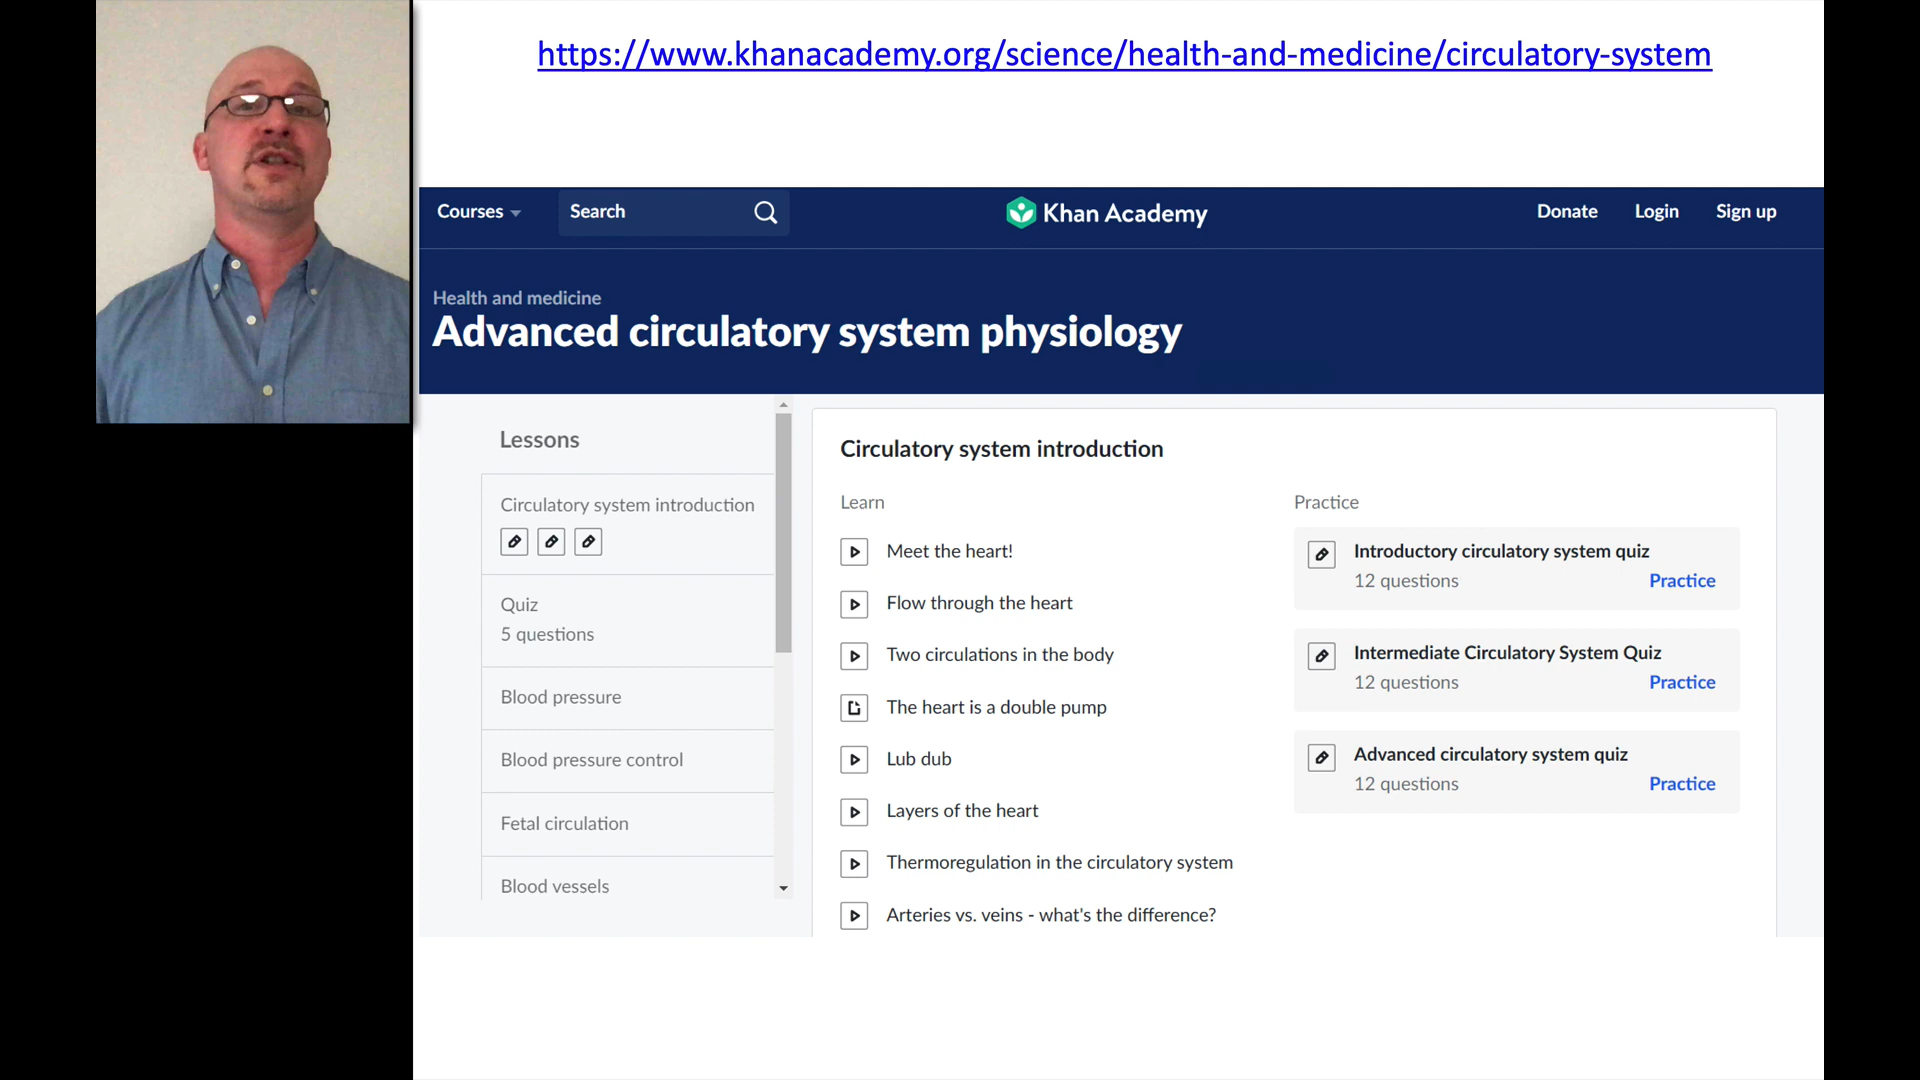 https://www.khanacademy.org/science/health-and-medicine/circulatory-system
Courses
Search
Khan Academy
Donate
Login
Sign up
Health and medicine
Advanced circulatory system physiology
Lessons
Circulatory system introduction
Quiz
5 questions
Blood pressure
Blood pressure control
Fetal circulation
Blood vessels
Circulatory system introduction
Learn
Meet the heart!
Flow through the heart
Two circulations in the body
The heart is a double pump
Lub dub
Layers of the heart
Thermoregulation in the circulatory system
Arteries vs. veins - what's the difference?
Practice
Introductory circulatory system quiz
12 questions
Practice
Intermediate Circulatory System Quiz
12 questions
Practice
Advanced circulatory system quiz
12 questions
Practice